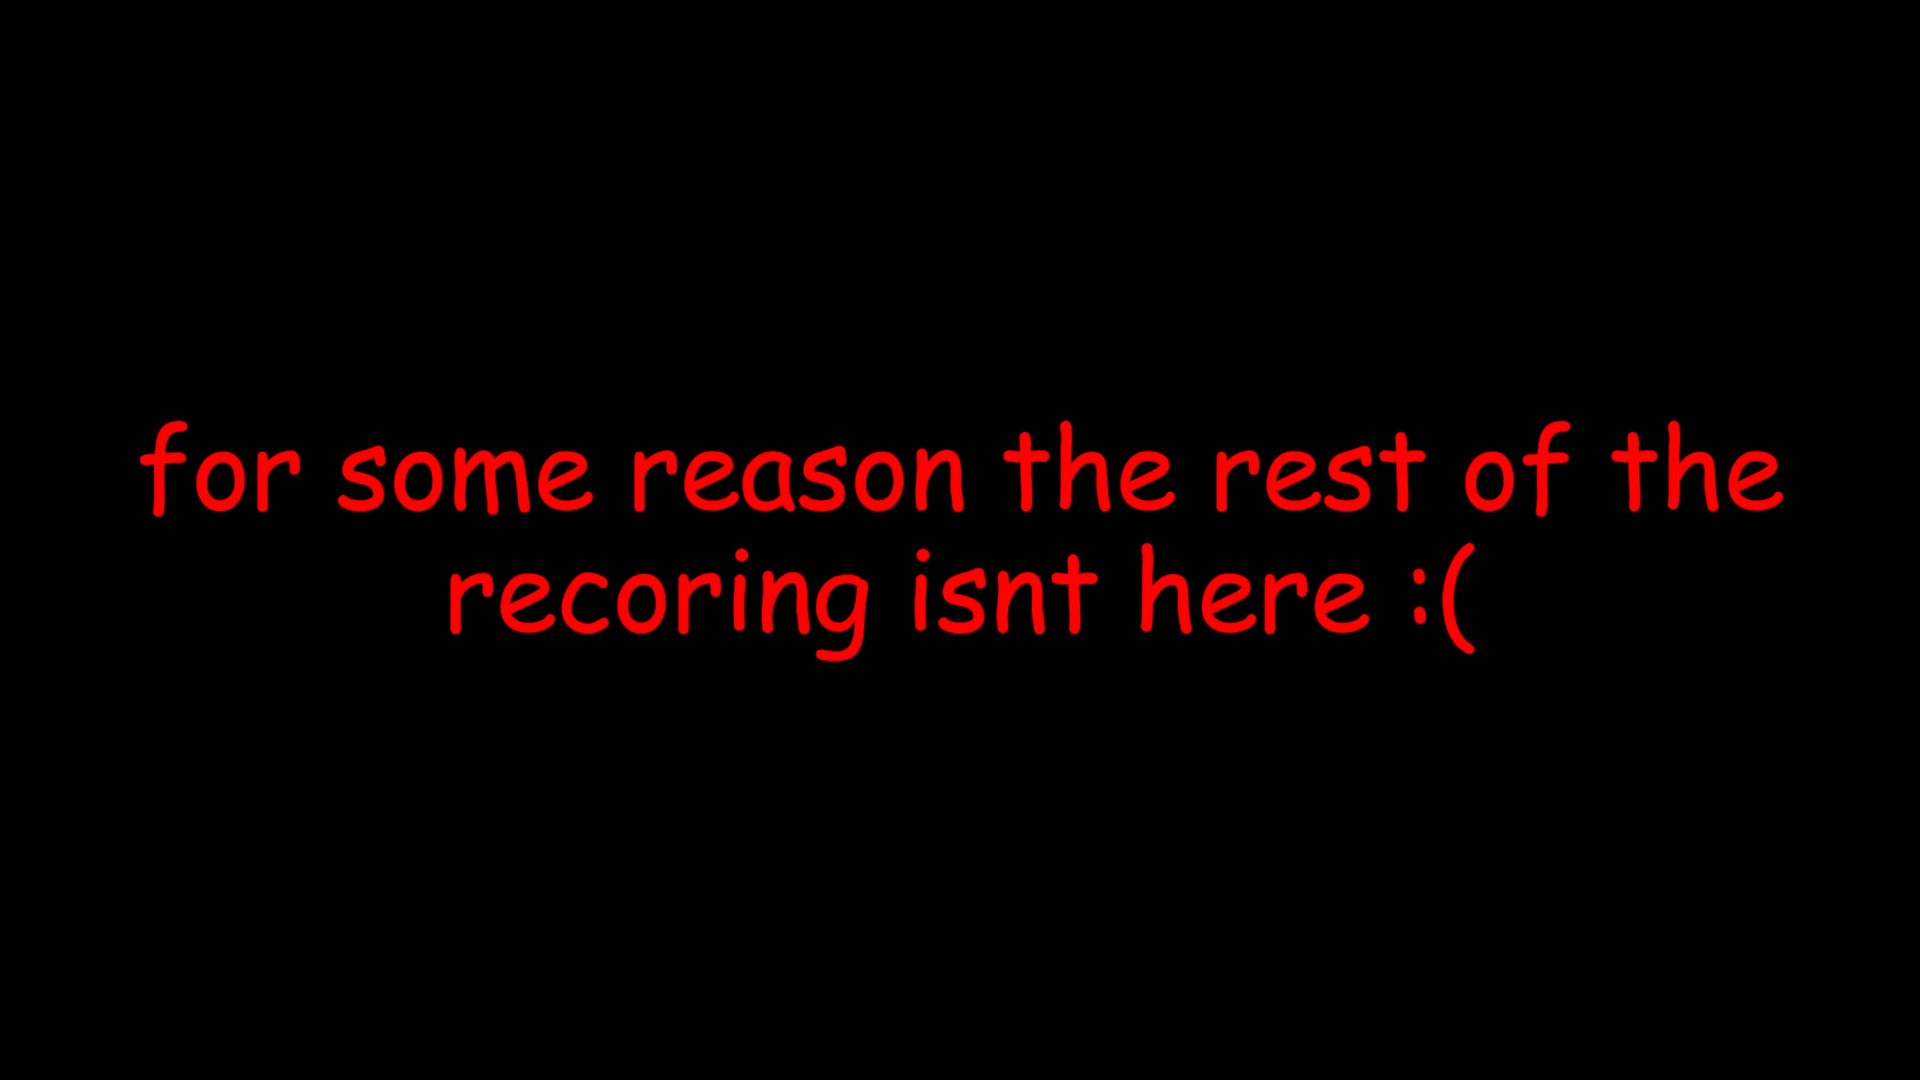 for some reason the rest of the
recoring isnt here :(